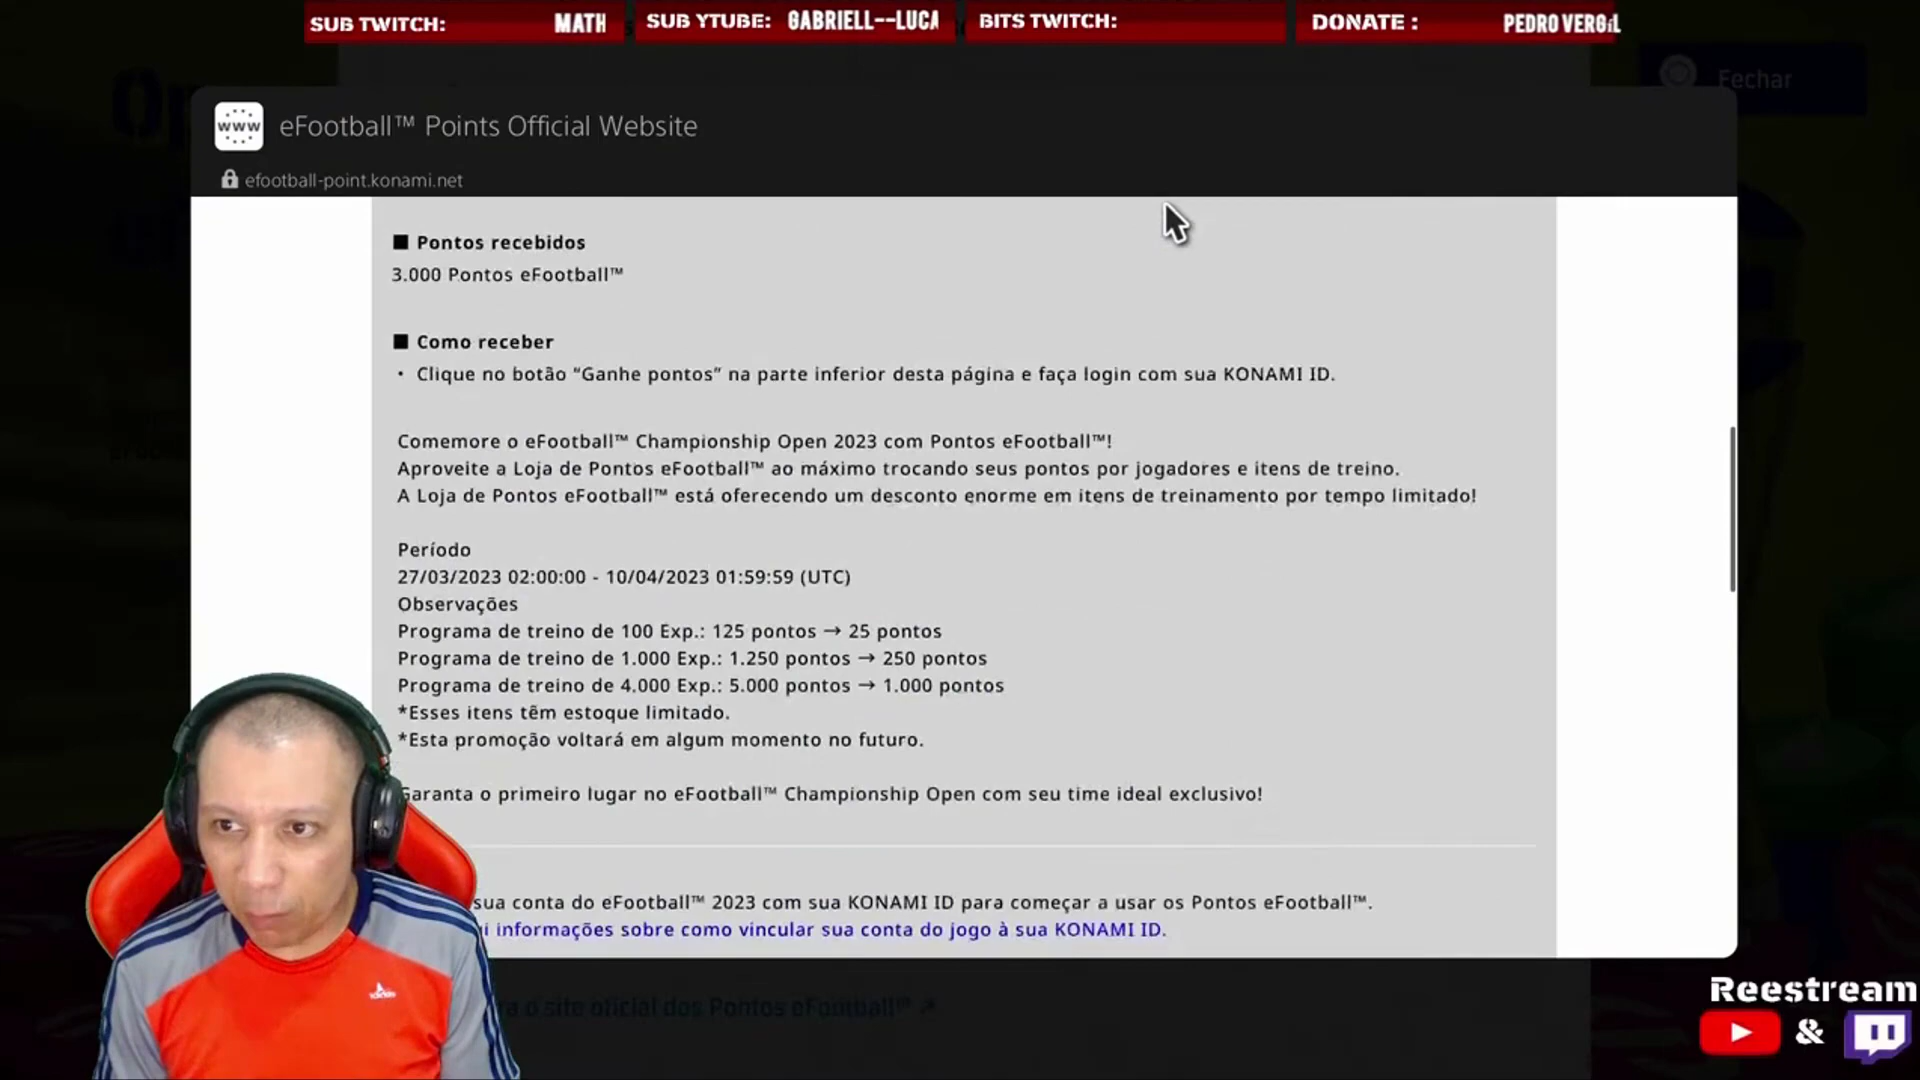 SUB TWITCH: MATH
SUB YTUBE: GABRIELL--LUCA
BITS TWITCH:
DONATE : PEDRO VERGIL
Fechar
www
eFootball™ Points Official Website
efootball-point.konami.net
■ Pontos recebidos
3.000 Pontos eFootball™
■ Como receber
・ Clique no botão “Ganhe pontos” na parte inferior desta página e faça login com sua KONAMI ID.
Comemore o eFootball™ Championship Open 2023 com Pontos eFootball™!
Aproveite a Loja de Pontos eFootball™ ao máximo trocando seus pontos por jogadores e itens de treino.
A Loja de Pontos eFootball™ está oferecendo um desconto enorme em itens de treinamento por tempo limitado!
Período
27/03/2023 02:00:00 - 10/04/2023 01:59:59 (UTC)
Observações
Programa de treino de 100 Exp.: 125 pontos → 25 pontos
Programa de treino de 1.000 Exp.: 1.250 pontos → 250 pontos
Programa de treino de 4.000 Exp.: 5.000 pontos → 1.000 pontos
*Esses itens têm estoque limitado.
*Esta promoção voltará em algum momento no futuro.
Garanta o primeiro lugar no eFootball™ Championship Open com seu time ideal exclusivo!
sua conta do eFootball™ 2023 com sua KONAMI ID para começar a usar os Pontos eFootball™.
informações sobre como vincular sua conta do jogo à sua KONAMI ID.
o site oficial dos Pontos eFootball™
adidas
Reestream
&